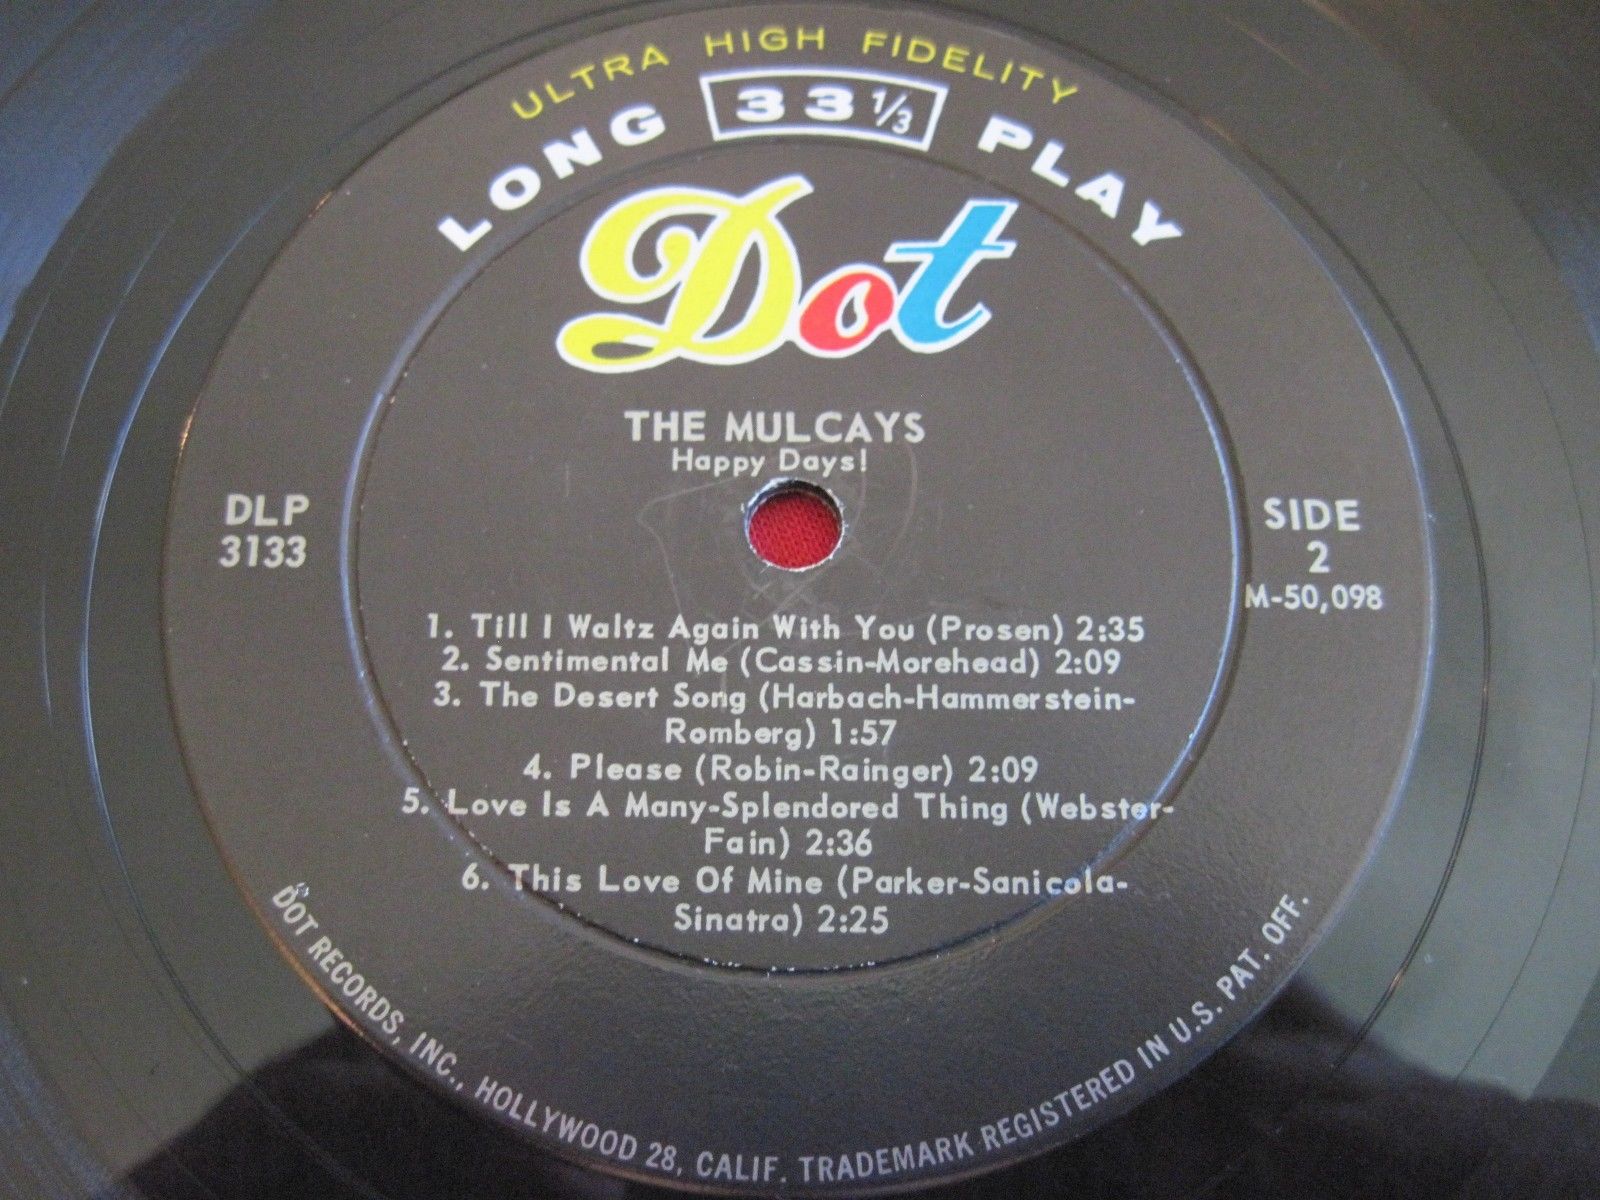 ULTRA HIGH FIDELITY
LONG 33 1/3 PLAY
Dot
THE MULCAYS
Happy Days!
DLP
3133
SIDE
2
M-50,098
1. Till I Waltz Again With You (Prosen) 2:35
2. Sentimental Me (Cassin-Morehead) 2:09
3. The Desert Song (Harbach-Hammerstein-
Romberg) 1:57
4. Please (Robin-Rainger) 2:09
5. Love Is A Many-Splendored Thing (Webster-
Fain) 2:36
6. This Love Of Mine (Parker-Sanicola-
Sinatra) 2:25
DOT RECORDS, INC., HOLLYWOOD 28, CALIF. TRADEMARK REGISTERED IN U.S. PAT. OFF.